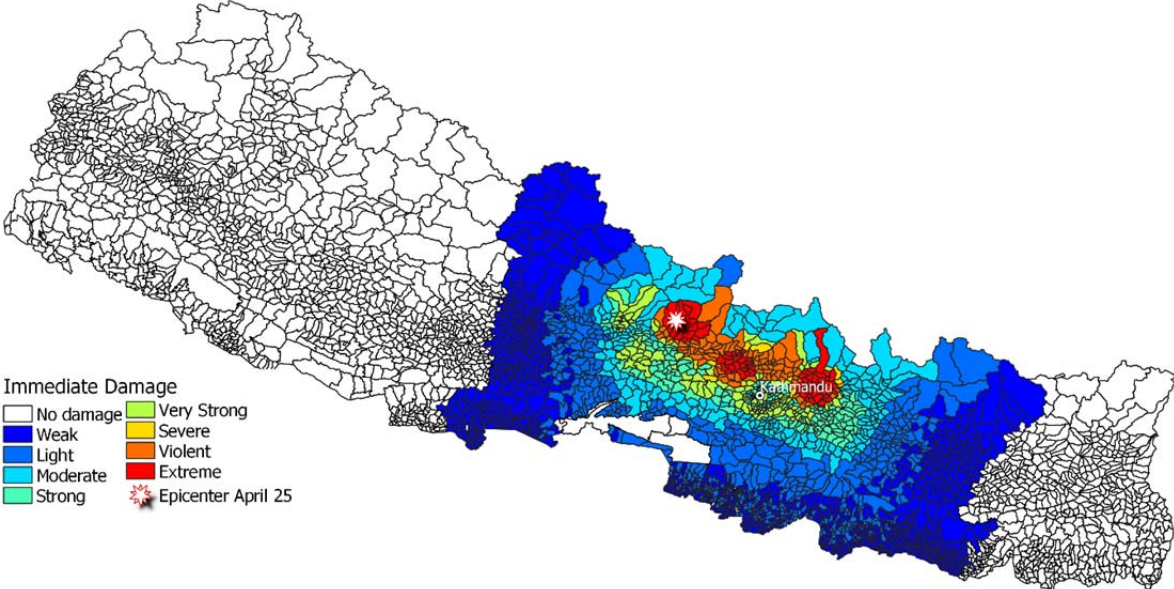 Kathmandu
Immediate Damage
No damage
Weak
Light
Moderate
Strong
Very Strong
Severe
Violent
Extreme
Epicenter April 25